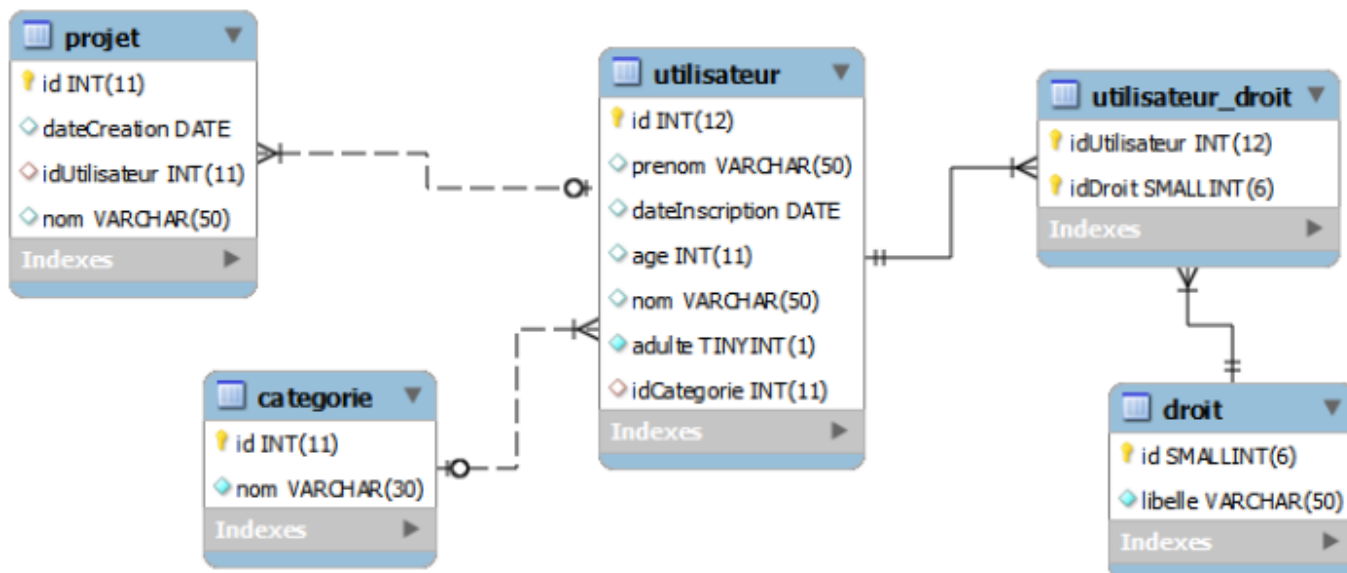 projet
id INT(11)
dateCreation DATE
idUtilisateur INT(11)
nom VARCHAR(50)
Indexes
utilisateur
id INT(12)
prenom VARCHAR(50)
dateInscription DATE
age INT(11)
nom VARCHAR(50)
adulte TINYINT(1)
idCategorie INT(11)
Indexes
utilisateur_droit
idUtilisateur INT(12)
idDroit SMALLINT(6)
Indexes
categorie
id INT(11)
nom VARCHAR(30)
Indexes
droit
id SMALLINT(6)
libelle VARCHAR(50)
Indexes